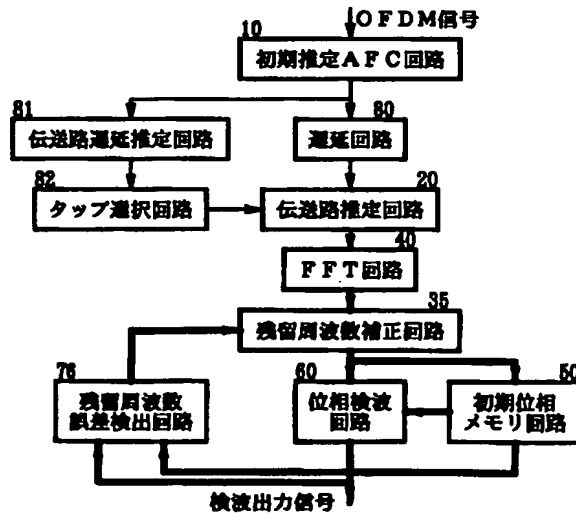 OFDM信号
10
初期推定AFC回路
81
伝送路遅延推定回路
80
遅延回路
82
タップ選択回路
20
伝送路推定回路
40
FFT回路
35
残留周波数補正回路
76
残留周波数
誤差検出回路
60
位相検波
回路
50
初期位相
メモリ回路
検波出力信号